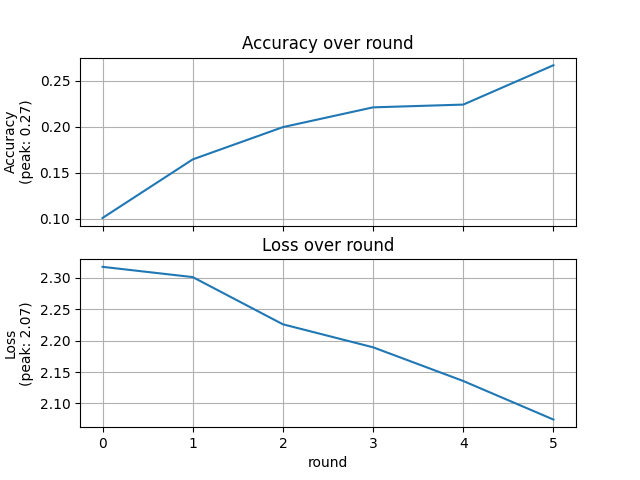 Accuracy over round
0.25
0.20
0.15
0.10
Accuracy
(peak: 0.27)
Loss over round
2.30
2.25
2.20
2.15
2.10
Loss
(peak: 2.07)
0 1 2 3 4 5
round